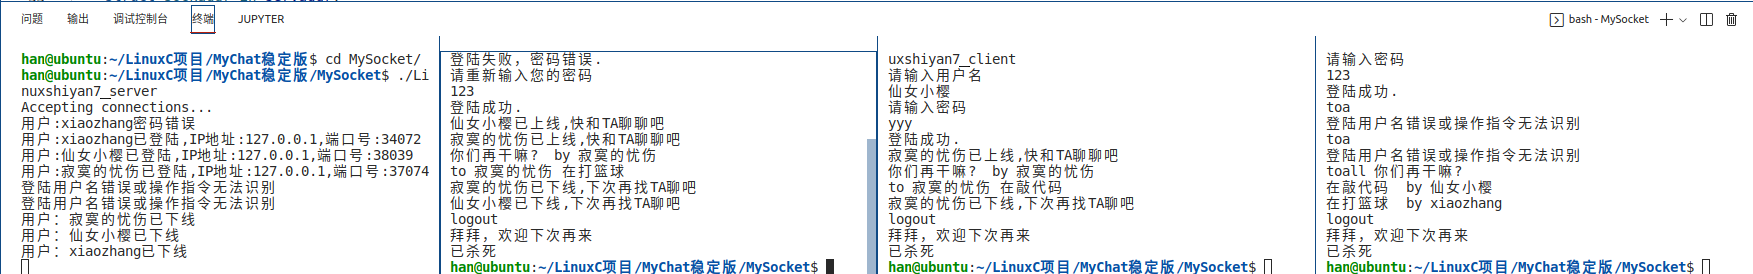 问题 输出 调试控制台 终端 JUPYTER
bash - MySocket
han@ubuntu:~/LinuxC项目/MyChat稳定版$ cd MySocket/
han@ubuntu:~/LinuxC项目/MyChat稳定版/MySocket$ ./Li
nuxshiyan7_server
Accepting connections...
用户:xiaozhang密码错误
用户:xiaozhang已登陆,IP地址:127.0.0.1,端口号:34072
用户:仙女小樱已登陆,IP地址:127.0.0.1,端口号:38039
用户:寂寞的忧伤已登陆,IP地址:127.0.0.1,端口号:37074
登陆用户名错误或操作指令无法识别
登陆用户名错误或操作指令无法识别
用户: 寂寞的忧伤已下线
用户: 仙女小樱已下线
用户: xiaozhang已下线
登陆失败，密码错误.
请重新输入您的密码
123
登陆成功.
仙女小樱已上线,快和TA聊聊吧
寂寞的忧伤已上线,快和TA聊聊吧
你们再干嘛？ by 寂寞的忧伤
to 寂寞的忧伤 在打篮球
寂寞的忧伤已下线,下次再找TA聊吧
仙女小樱已下线,下次再找TA聊吧
logout
拜拜，欢迎下次再来
已杀死
han@ubuntu:~/LinuxC项目/MyChat稳定版/MySocket$
uxshiyan7_client
请输入用户名
仙女小樱
请输入密码
yyy
登陆成功.
寂寞的忧伤已上线,快和TA聊聊吧
你们再干嘛？ by 寂寞的忧伤
to 寂寞的忧伤 在敲代码
寂寞的忧伤已下线,下次再找TA聊吧
logout
拜拜，欢迎下次再来
已杀死
han@ubuntu:~/LinuxC项目/MyChat稳定版/MySocket$
请输入密码
123
登陆成功.
toa
登陆用户名错误或操作指令无法识别
toa
登陆用户名错误或操作指令无法识别
toall 你们再干嘛?
在敲代码 by 仙女小樱
在打篮球 by xiaozhang
logout
拜拜，欢迎下次再来
已杀死
han@ubuntu:~/LinuxC项目/MyChat稳定版/MySocket$